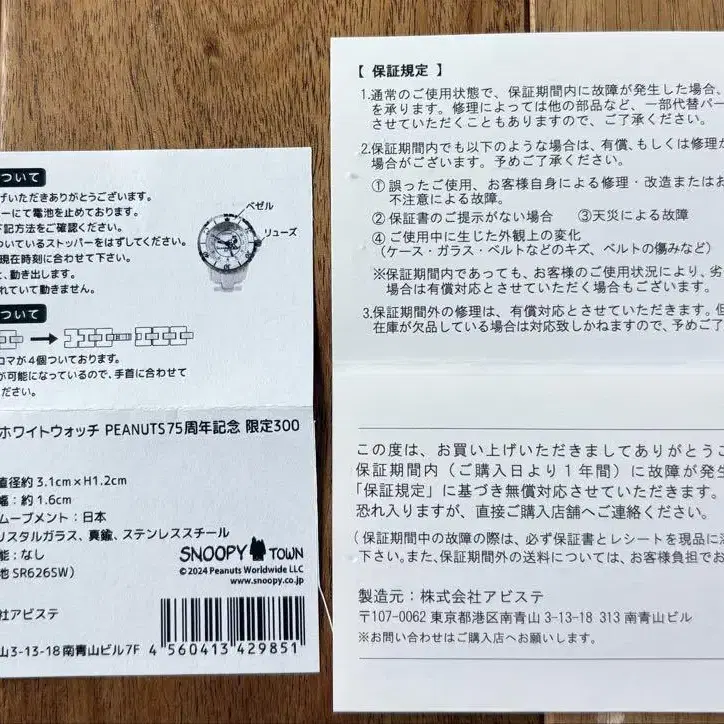 ついて
げいただきありがとうございます。
ーにて電池を止めております。
下記方法をご確認ください。
ついているストッパーをはずしてください。
現在時刻に合わせて下さい。
と、動き出します。
れていて動きません。
ベゼル
リューズ
ついて
コマが4個ついております。
が可能になっているので、手首に合わせて
ださい。
ホワイトウォッチ PEANUTS75周年記念 限定300
直径約3.1cm×H1.2cm
幅：約1.6cm
ムーブメント：日本
リスタルガラス、真鍮、ステンレススチール
能：なし
池 SR626SW）
SNOOPY TOWN
©2024 Peanuts Worldwide LLC
www.snoopy.co.jp
社アビステ
山3-13-18 南青山ビル7F
4 560413 429851
【 保証規定 】
1.通常のご使用状態で、保証期間内に故障が発生した場合、
を承ります。修理によっては他の部品など、一部代替パー
させていただくこともありますので、ご了承ください。
2.保証期間内でも以下のような場合は、有償、もしくは修理が
場合がございます。予めご了承ください。
① 誤ったご使用、お客様自身による修理・改造またはお
不注意による故障。
② 保証書のご提示がない場合 ③天災による故障
④ ご使用中に生じた外観上の変化
（ケース・ガラス・ベルトなどのキズ、ベルトの傷みなど）
※保証期間内であっても、お客様のご使用状況により、劣
場合は有償対応とさせていただく場合もございます。
3.保証期間外の修理は、有償対応とさせていただきます。但
在庫が欠品している場合は対応致しかねますので、予めご了
この度は、お買い上げいただきましてありがとうご
保証期間内（ご購入日より１年間）に故障が発生
「保証規定」に基づき無償対応させていただきます。
恐れ入りますが、直接ご購入店舗へご連絡ください。
（保証期間中の故障の際は、必ず保証書とレシートを現品に添
下さい。また、保証期間外の送料については、お客様負担でお
製造元：株式会社アビステ
〒107-0062 東京都港区南青山 3-13-18 313 南青山ビル
※お問い合わせはご購入店へお願いします。